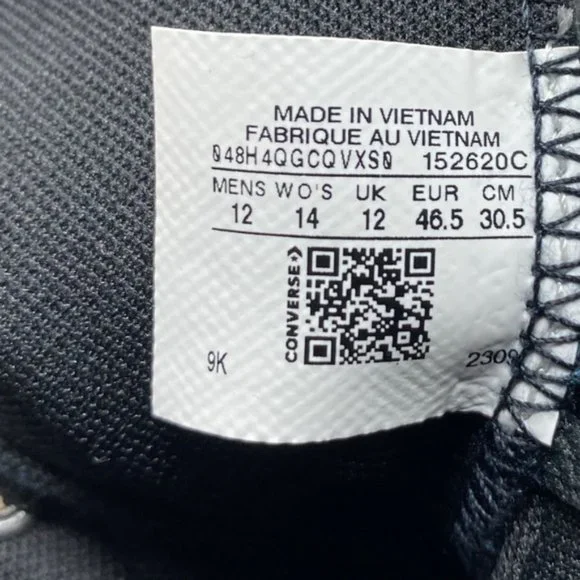 MADE IN VIETNAM
FABRIQUE AU VIETNAM
048H4QGCQVXS0 152620C
MENS WO'S UK EUR CM
12 14 12 46.5 30.5
CONVERSE
9K